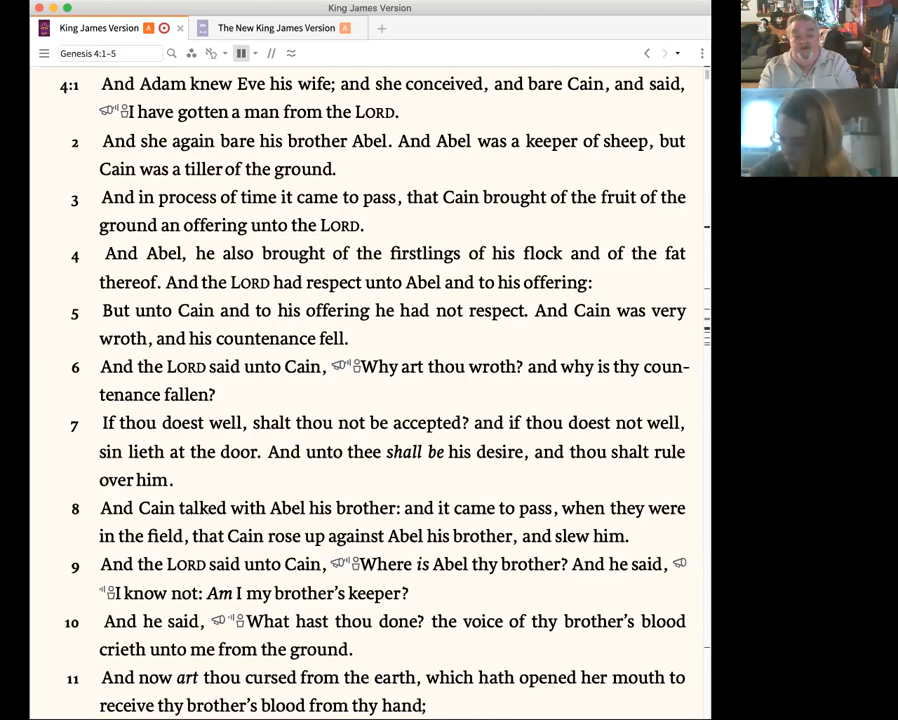 King James Version
King James Version A The New King James Version A
Genesis 4:1–5
4:1 And Adam knew Eve his wife; and she conceived, and bare Cain, and said,
I have gotten a man from the LORD.
2 And she again bare his brother Abel. And Abel was a keeper of sheep, but
Cain was a tiller of the ground.
3 And in process of time it came to pass, that Cain brought of the fruit of the
ground an offering unto the LORD.
4 And Abel, he also brought of the firstlings of his flock and of the fat
thereof. And the LORD had respect unto Abel and to his offering:
5 But unto Cain and to his offering he had not respect. And Cain was very
wroth, and his countenance fell.
6 And the LORD said unto Cain, Why art thou wroth? and why is thy coun-
tenance fallen?
7 If thou doest well, shalt thou not be accepted? and if thou doest not well,
sin lieth at the door. And unto thee shall be his desire, and thou shalt rule
over him.
8 And Cain talked with Abel his brother: and it came to pass, when they were
in the field, that Cain rose up against Abel his brother, and slew him.
9 And the LORD said unto Cain, Where is Abel thy brother? And he said,
I know not: Am I my brother's keeper?
10 And he said, What hast thou done? the voice of thy brother's blood
crieth unto me from the ground.
11 And now art thou cursed from the earth, which hath opened her mouth to
receive thy brother's blood from thy hand;